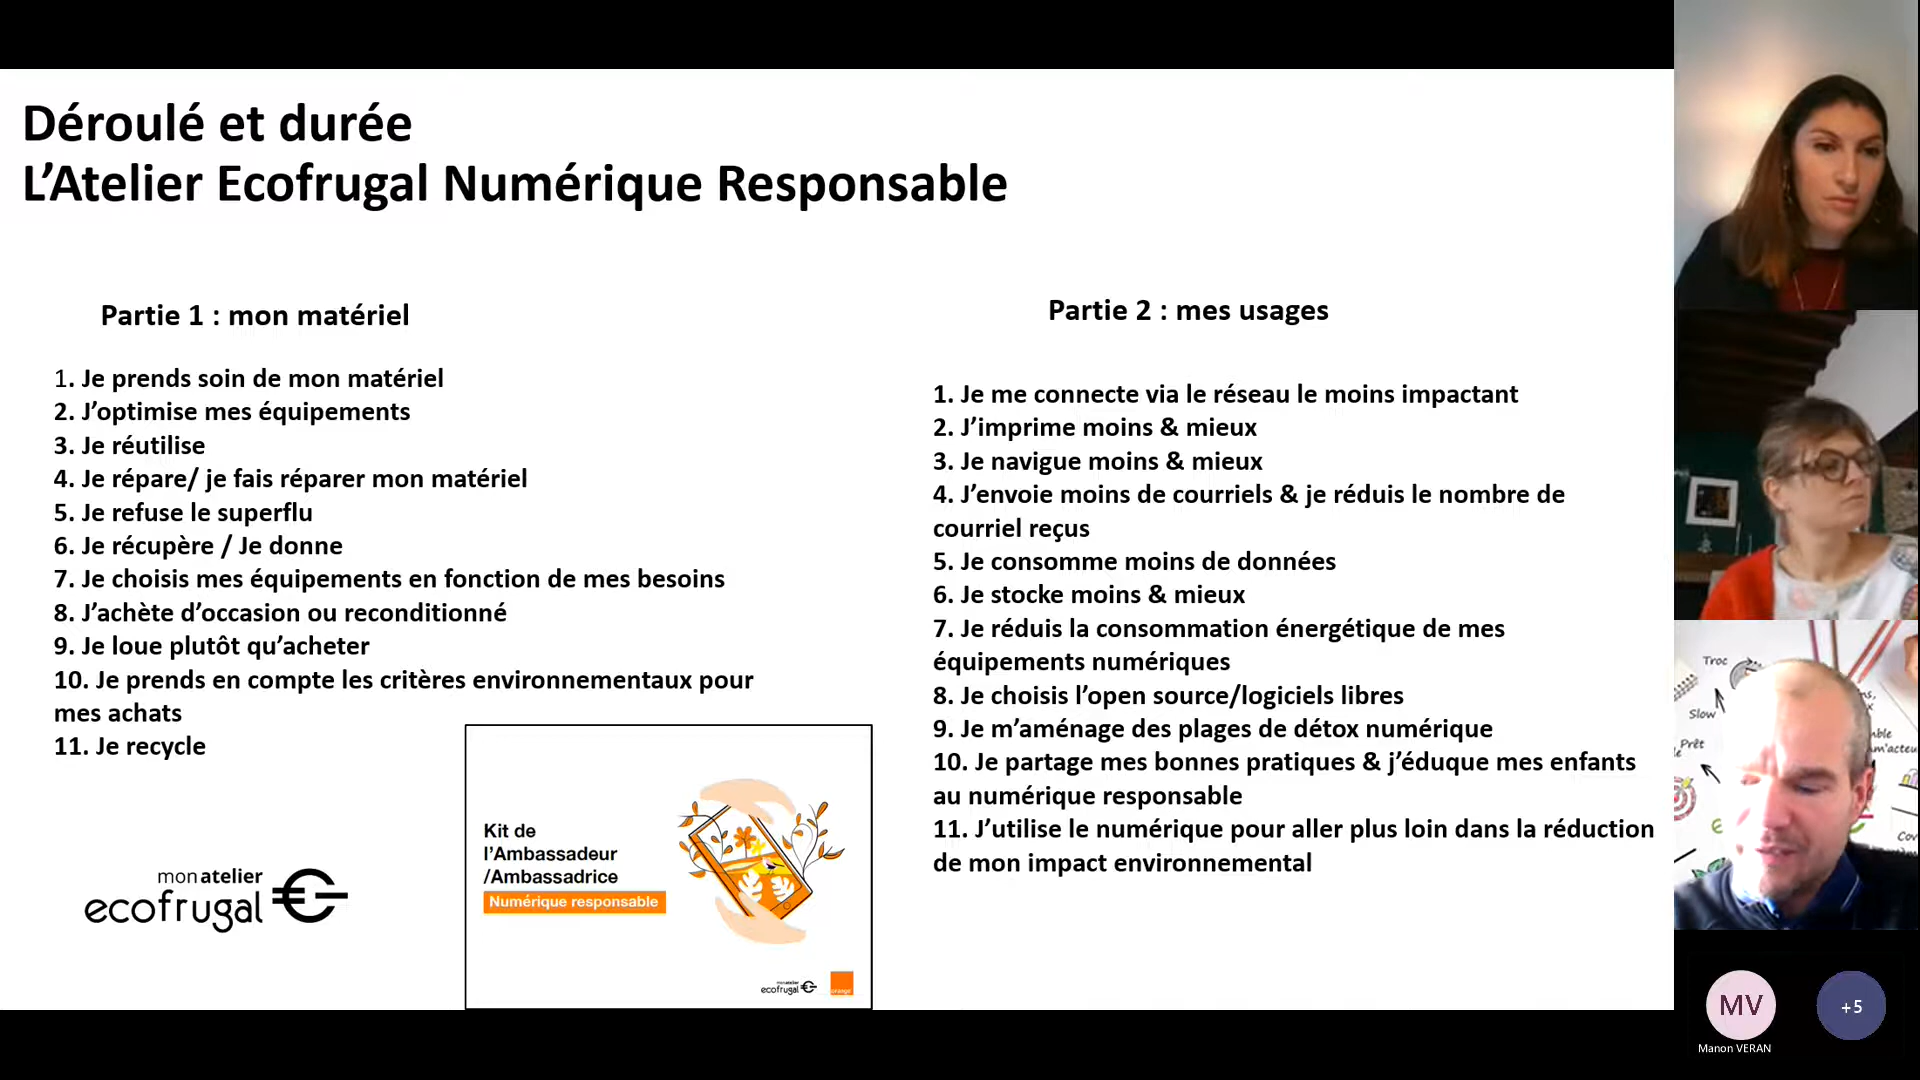 Déroulé et durée
L'Atelier Ecofrugal Numérique Responsable
Partie 1 : mon matériel
1. Je prends soin de mon matériel
2. J'optimise mes équipements
3. Je réutilise
4. Je répare/ je fais réparer mon matériel
5. Je refuse le superflu
6. Je récupère / Je donne
7. Je choisis mes équipements en fonction de mes besoins
8. J'achète d'occasion ou reconditionné
9. Je loue plutôt qu'acheter
10. Je prends en compte les critères environnementaux pour
mes achats
11. Je recycle
mon atelier
ecofrugal
Kit de
l'Ambassadeur
/Ambassadrice
Numérique responsable
mon atelier
ecofrugal
orange
Partie 2 : mes usages
1. Je me connecte via le réseau le moins impactant
2. J'imprime moins & mieux
3. Je navigue moins & mieux
4. J'envoie moins de courriels & je réduis le nombre de
courriel reçus
5. Je consomme moins de données
6. Je stocke moins & mieux
7. Je réduis la consommation énergétique de mes
équipements numériques
8. Je choisis l'open source/logiciels libres
9. Je m'aménage des plages de détox numérique
10. Je partage mes bonnes pratiques & j'éduque mes enfants
au numérique responsable
11. J'utilise le numérique pour aller plus loin dans la réduction
de mon impact environnemental
Troc
Slow
Prêt
MV
+5
Manon VERAN